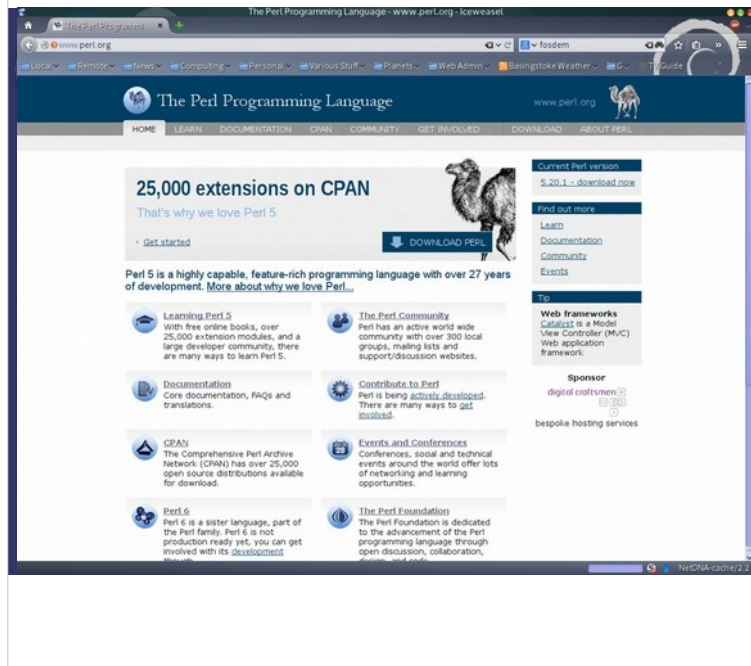 The Perl Programming Language - www.perl.org - Iceweasel
The Perl Programmi...
www.perl.org
fosdem
Local Remote News Computing Personal Various Stuff Planets Web Admin Basingstoke Weather G TV Guide
The Perl Programming Language
www.perl.org
HOME LEARN DOCUMENTATION CPAN COMMUNITY GET INVOLVED DOWNLOAD ABOUT PERL
25,000 extensions on CPAN
That's why we love Perl 5
Get started
DOWNLOAD PERL
Perl 5 is a highly capable, feature-rich programming language with over 27 years
of development. More about why we love Perl...
Learning Perl 5
With free online books, over
25,000 extension modules, and a
large developer community, there
are many ways to learn Perl 5.
The Perl Community
Perl has an active world wide
community with over 300 local
groups, mailing lists and
support/discussion websites.
Documentation
Core documentation, FAQs and
translations.
Contribute to Perl
Perl is being actively developed.
There are many ways to get
involved.
CPAN
The Comprehensive Perl Archive
Network (CPAN) has over 25,000
open source distributions available
for download.
Events and Conferences
Conferences, social and technical
events around the world offer lots
of networking and learning
opportunities.
Perl 6
Perl 6 is a sister language, part of
the Perl family. Perl 6 is not
production ready yet, you can get
involved with its development
The Perl Foundation
The Perl Foundation is dedicated
to the advancement of the Perl
programming language through
open discussion, collaboration,
Current Perl version
5.20.1 - download now
Find out more
Learn
Documentation
Community
Events
Tip
Web frameworks
Catalyst is a Model
View Controller (MVC)
Web application
framework
Sponsor
digital craftsmen
bespoke hosting services
NetDNA-cache/2.2